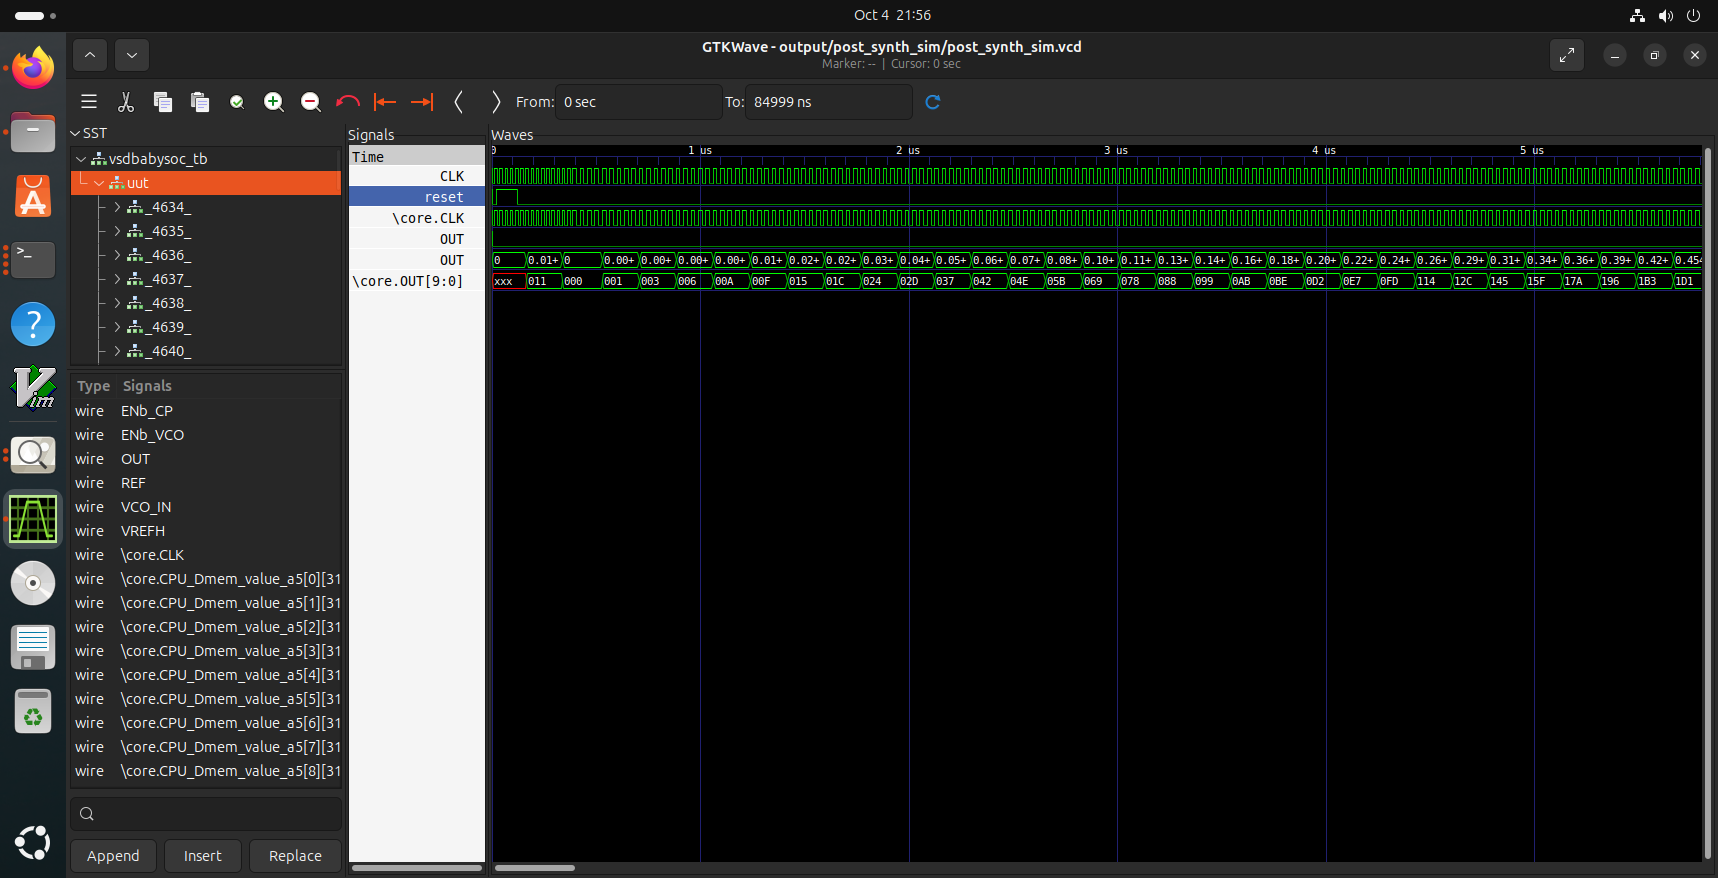 Oct 4 21:56
GTKWave - output/post_synth_sim/post_synth_sim.vcd
Marker: -- | Cursor: 0 sec
From: 0 sec To: 84999 ns
SST
vsdbabysoc_tb
uut
_4634_
_4635_
_4636_
_4637_
_4638_
_4639_
_4640_
Type Signals
wire ENb_CP
wire ENb_VCO
wire OUT
wire REF
wire VCO_IN
wire VREFH
wire \core.CLK
wire \core.CPU_Dmem_value_a5[0][31
wire \core.CPU_Dmem_value_a5[1][31
wire \core.CPU_Dmem_value_a5[2][31
wire \core.CPU_Dmem_value_a5[3][31
wire \core.CPU_Dmem_value_a5[4][31
wire \core.CPU_Dmem_value_a5[5][31
wire \core.CPU_Dmem_value_a5[6][31
wire \core.CPU_Dmem_value_a5[7][31
wire \core.CPU_Dmem_value_a5[8][31
Append Insert Replace
Signals
Time
CLK
reset
\core.CLK
OUT
OUT
\core.OUT[9:0]
Waves
0 1 us 2 us 3 us 4 us 5 us
0 0.01+ 0 0.00+ 0.00+ 0.00+ 0.00+ 0.01+ 0.02+ 0.02+ 0.03+ 0.04+ 0.05+ 0.06+ 0.07+ 0.08+ 0.10+ 0.11+ 0.13+ 0.14+ 0.16+ 0.18+ 0.20+ 0.22+ 0.24+ 0.26+ 0.29+ 0.31+ 0.34+ 0.36+ 0.39+ 0.42+ 0.454
xxx 011 000 001 003 006 00A 00F 015 01C 024 02D 037 042 04E 05B 069 078 088 099 0AB 0BE 0D2 0E7 0FD 114 12C 145 15F 17A 196 1B3 1D1